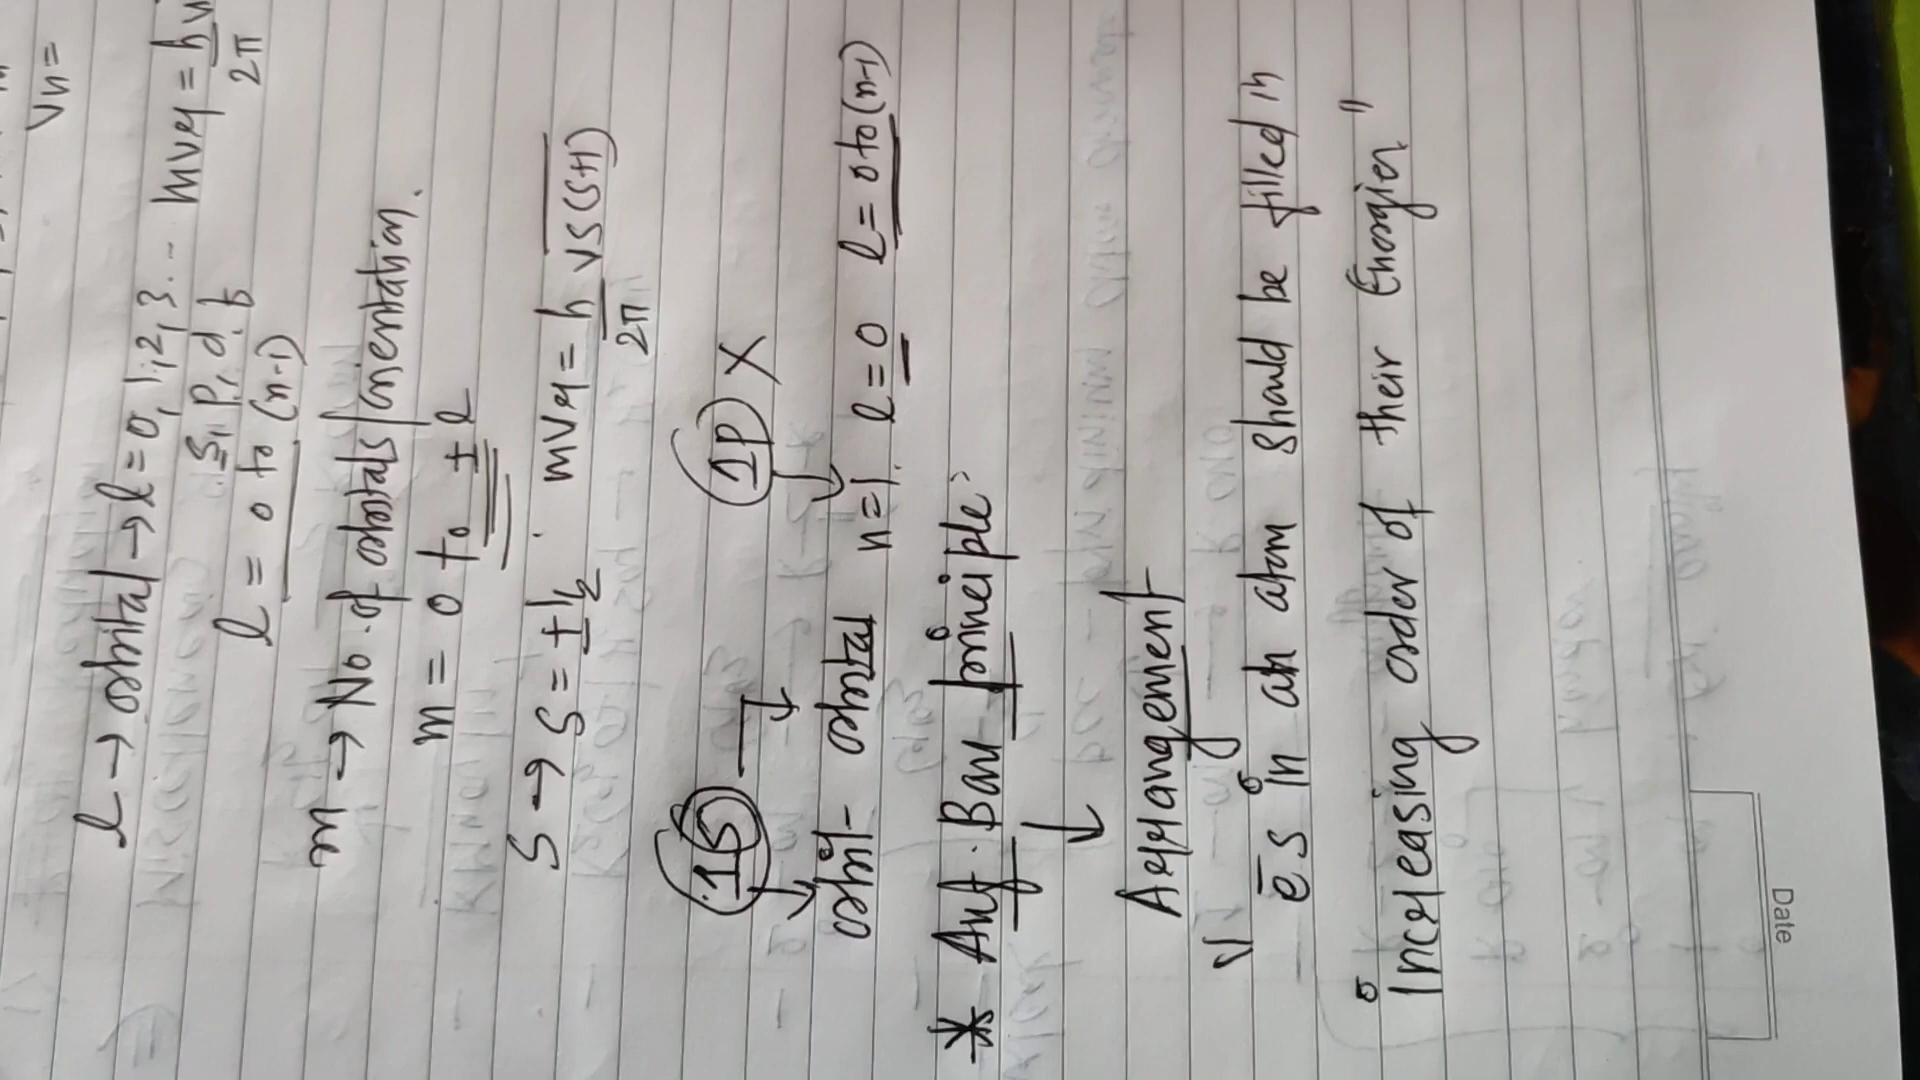 Vn =
l → orbital → l = 0, 1, 2, 3 . - mvr = h
2π
s, p, d, f
l = 0 to (n-1)
m → No. of orbitals / orientation.
m = 0 to ± l
S → S = ± 1/2 . mvr = h √S(S+1)
2π
1S → 1P X
orbit- orbital n=1. l=0 l= 0 to (n-1)
* Auf. Bau principle:
↓
Arrangement
" e̅s in an atom should be filled in
increasing order of their Energies"
Date